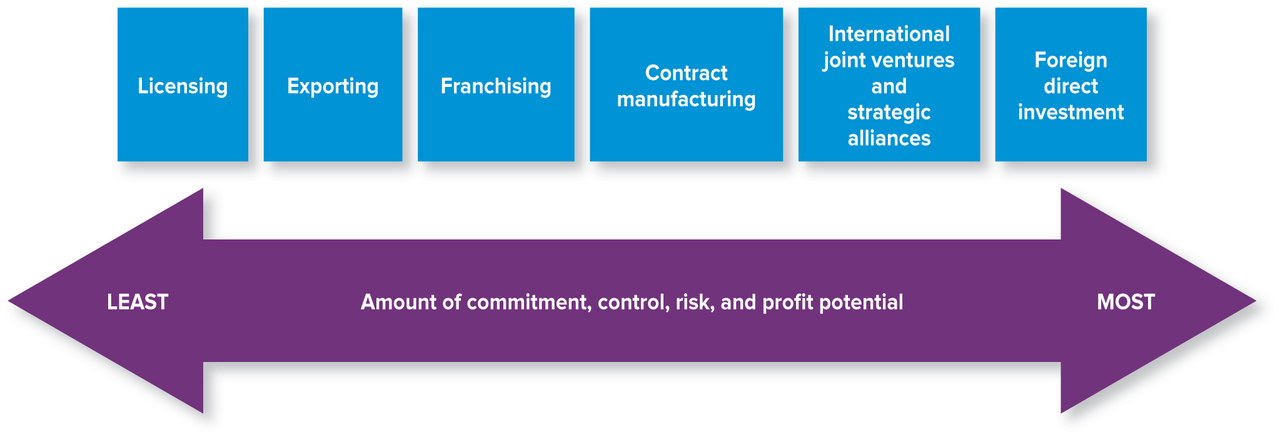 Licensing
Exporting
Franchising
Contract
manufacturing
International
joint ventures
and
strategic
alliances
Foreign
direct
investment
LEAST
Amount of commitment, control, risk, and profit potential
MOST